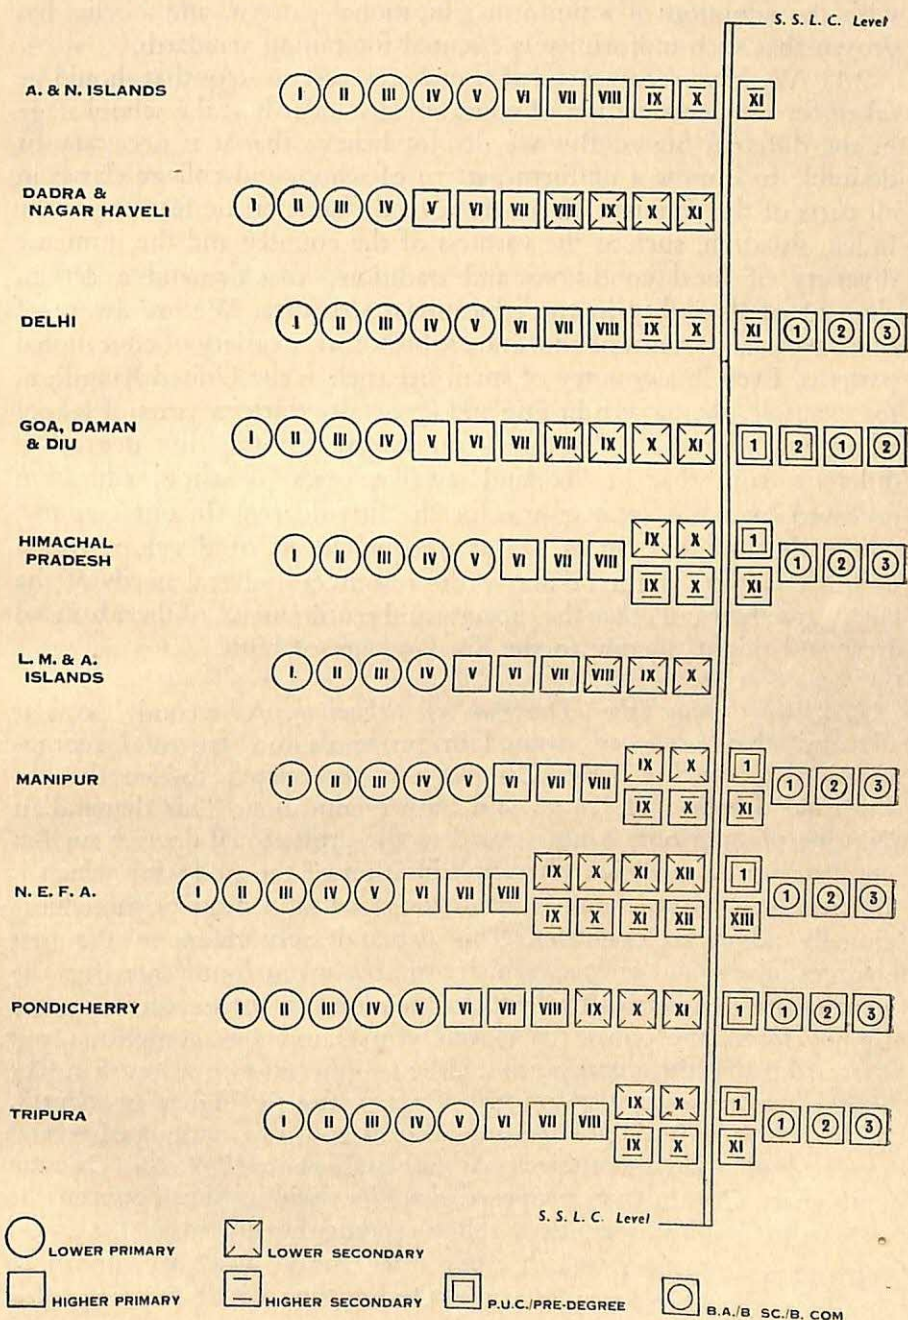 S. S. L. C. Level
A. & N. ISLANDS I II III IV V VI VII VIII IX X XI
DADRA &
NAGAR HAVELI I II III IV V VI VII VIII IX X XI
DELHI I II III IV V VI VII VIII IX X XI 1 2 3
GOA, DAMAN
& DIU I II III IV V VI VII VIII IX X XI 1 2 1 2
IX X 1
HIMACHAL
PRADESH I II III IV V VI VII VIII 1 2 3
IX X XI
L. M. & A.
ISLANDS I. II III IV V VI VII VIII IX X
IX X 1
MANIPUR I II III IV V VI VII VIII 1 2 3
IX X XI
IX X XI XII 1
N. E. F. A. I II III IV V VI VII VIII 1 2 3
IX X XI XII XIII
PONDICHERRY I II III IV V VI VII VIII IX X XI 1 1 2 3
IX X 1
TRIPURA I II III IV V VI VII VIII 1 2 3
IX X XI
S. S. L. C. Level
LOWER PRIMARY LOWER SECONDARY
HIGHER PRIMARY HIGHER SECONDARY P.U.C./PRE-DEGREE B.A./B. SC./B. COM